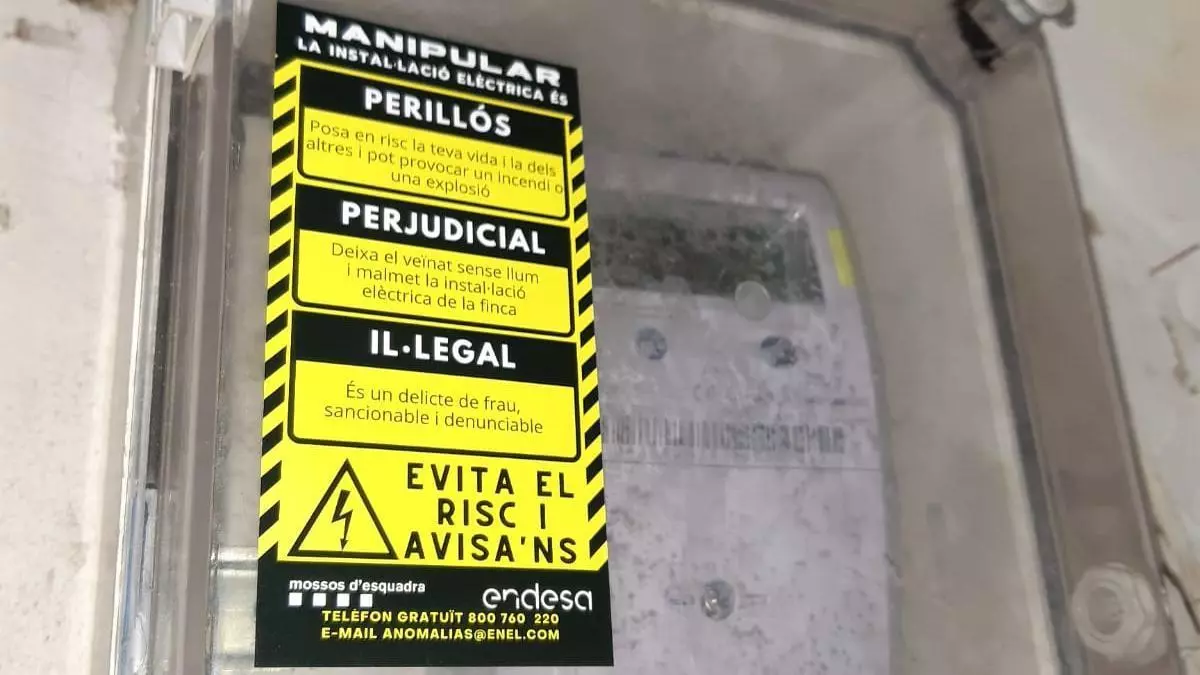 MANIPULAR
LA INSTAL·LACIÓ ELÈCTRICA ÉS
PERILLÓS
Posa en risc la teva vida i la dels
altres i pot provocar un incendi o
una explosió
PERJUDICIAL
Deixa el veïnat sense llum
i malmet la instal·lació
elèctrica de la finca
IL·LEGAL
És un delicte de frau,
sancionable i denunciable
EVITA EL
RISC I
AVISA'NS
mossos d'esquadra
endesa
TELÈFON GRATUÏT 800 760 220
E-MAIL ANOMALIAS@ENEL.COM